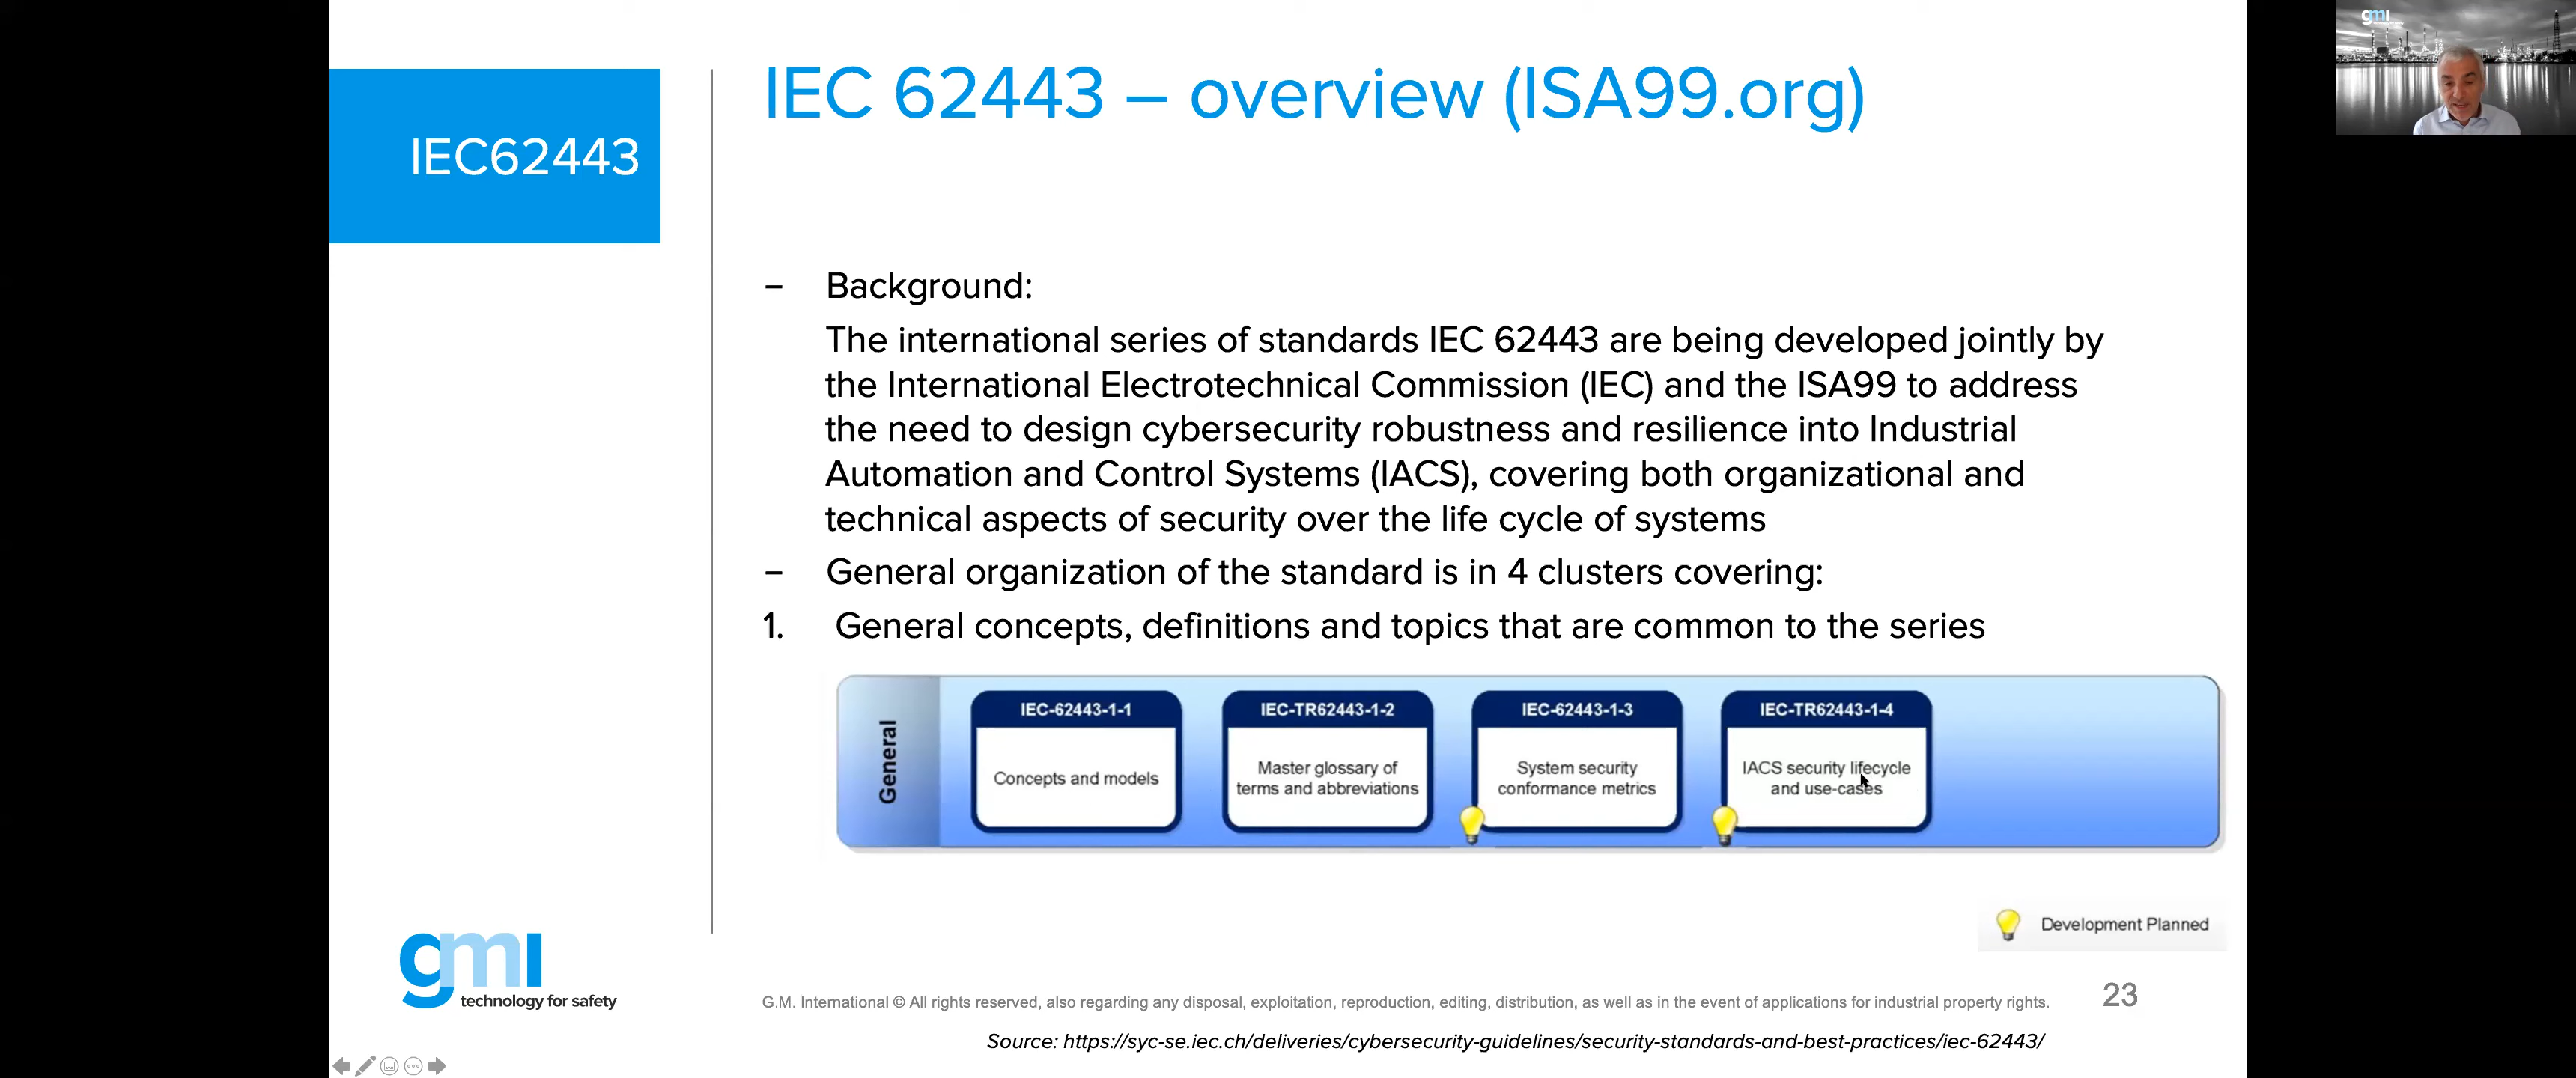 IEC 62443 – overview (ISA99.org)
IEC62443
– Background:
The international series of standards IEC 62443 are being developed jointly by
the International Electrotechnical Commission (IEC) and the ISA99 to address
the need to design cybersecurity robustness and resilience into Industrial
Automation and Control Systems (IACS), covering both organizational and
technical aspects of security over the life cycle of systems
– General organization of the standard is in 4 clusters covering:
1. General concepts, definitions and topics that are common to the series
General
IEC-62443-1-1
Concepts and models
IEC-TR62443-1-2
Master glossary of
terms and abbreviations
IEC-62443-1-3
System security
conformance metrics
IEC-TR62443-1-4
IACS security lifecycle
and use-cases
Development Planned
gmi
technology for safety
G.M. International © All rights reserved, also regarding any disposal, exploitation, reproduction, editing, distribution, as well as in the event of applications for industrial property rights.
23
Source: https://syc-se.iec.ch/deliveries/cybersecurity-guidelines/security-standards-and-best-practices/iec-62443/
gmi